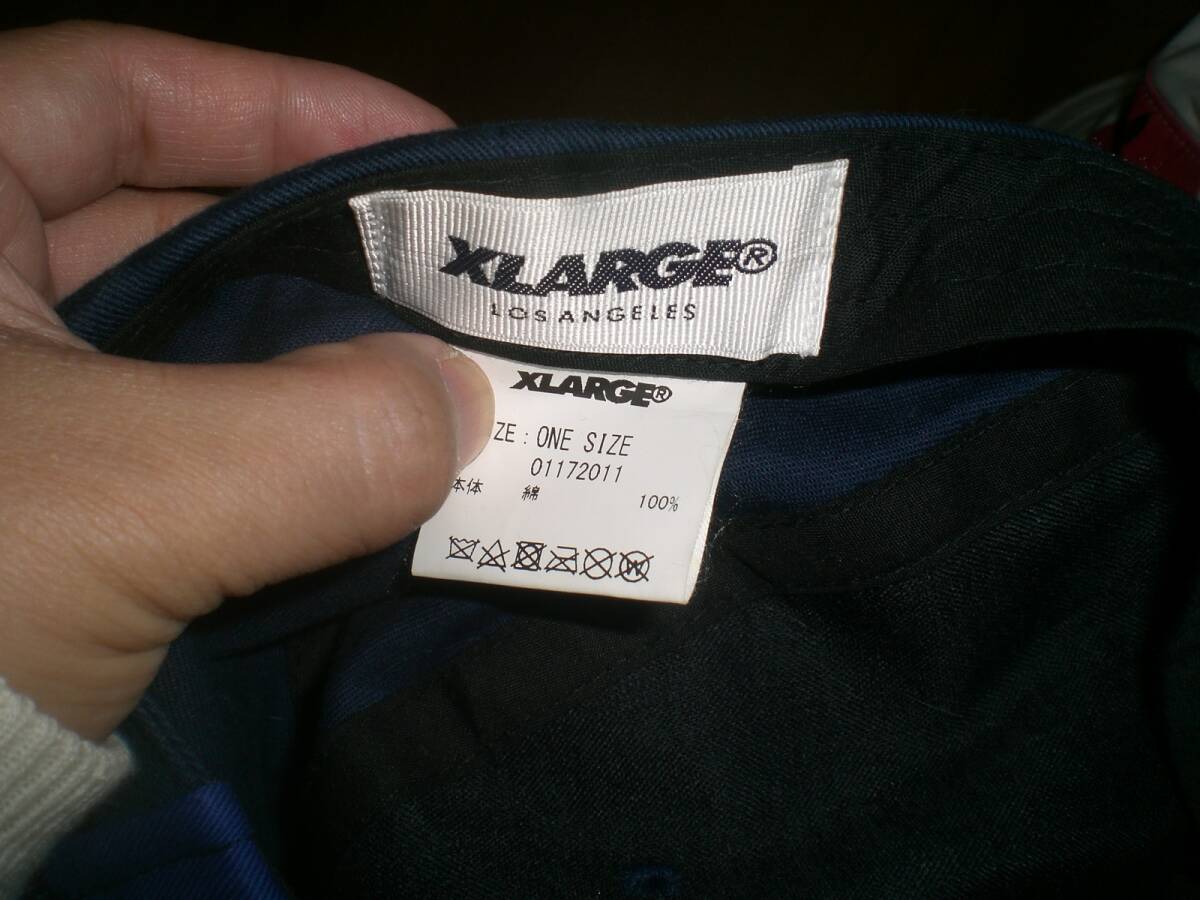 XLARGE®
LOS ANGELES
XLARGE®
ZE : ONE SIZE
01172011
本体 綿 100%
W